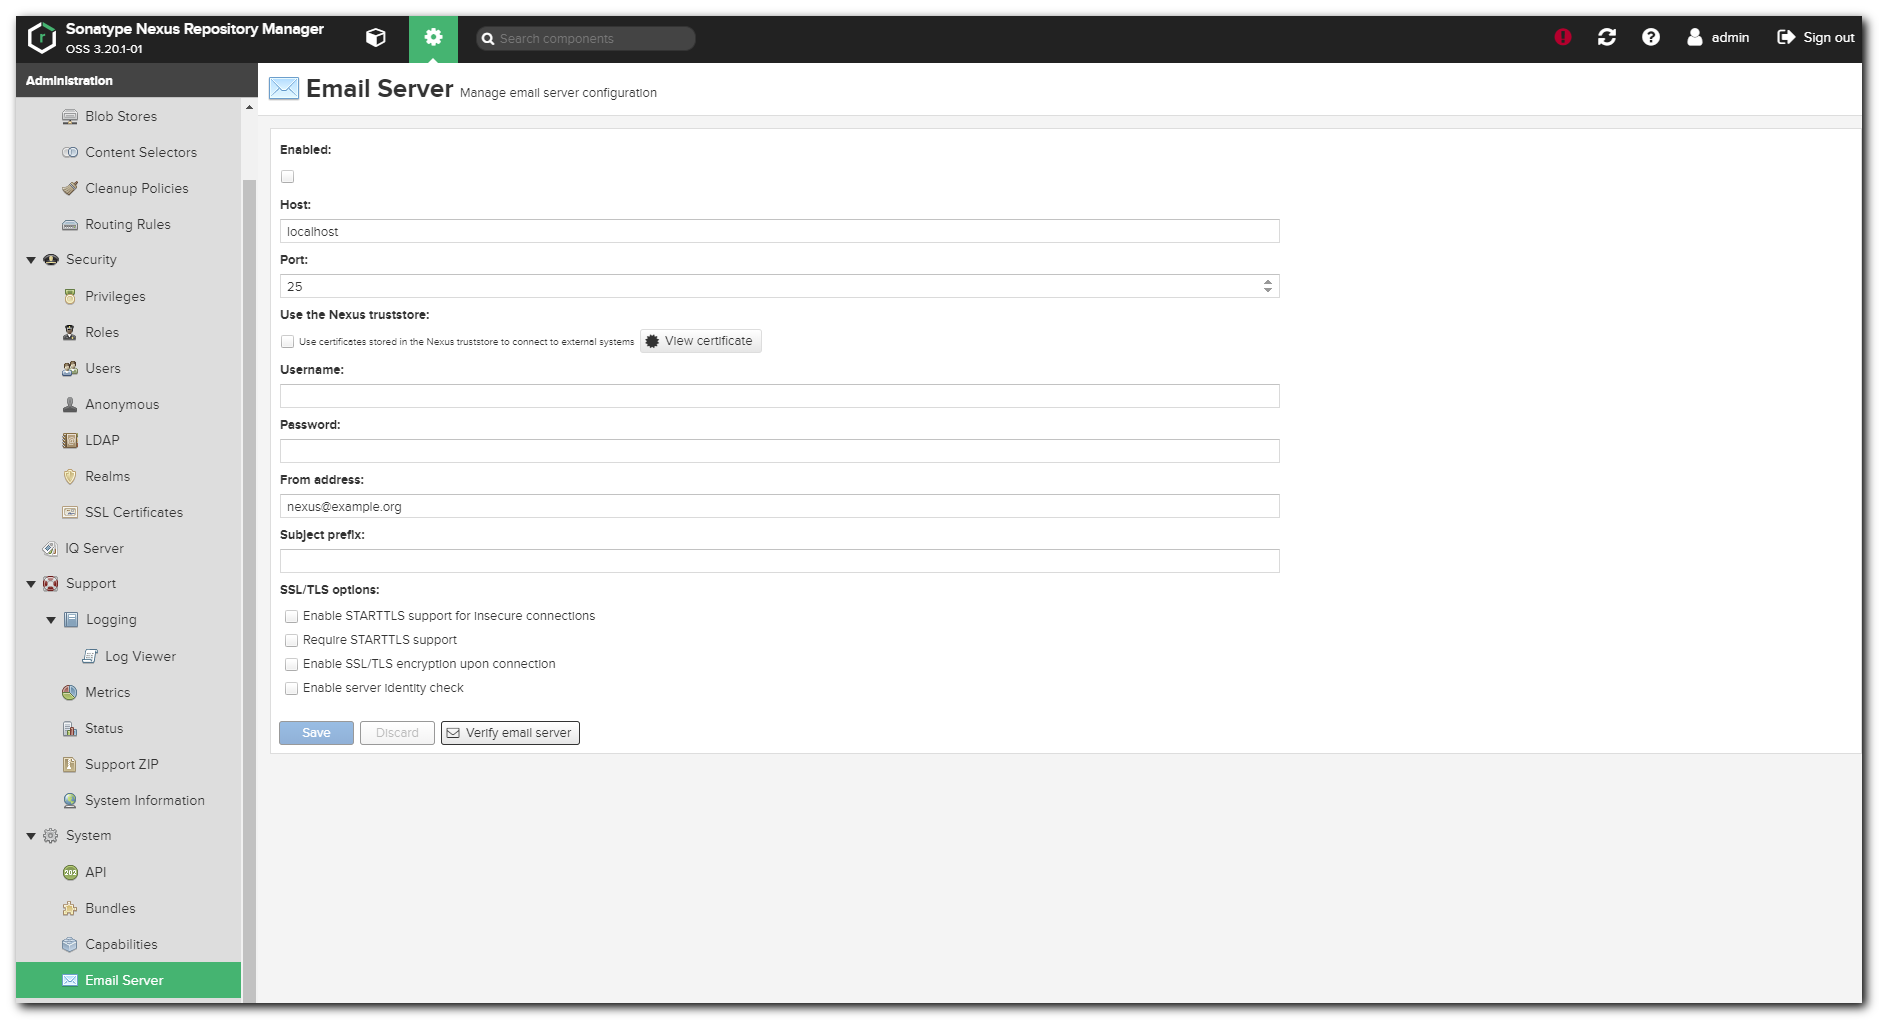 Sonatype Nexus Repository Manager
OSS 3.20.1-01
Search components
admin
Sign out
Administration
Blob Stores
Content Selectors
Cleanup Policies
Routing Rules
Security
Privileges
Roles
Users
Anonymous
LDAP
Realms
SSL Certificates
IQ Server
Support
Logging
Log Viewer
Metrics
Status
Support ZIP
System Information
System
API
Bundles
Capabilities
Email Server
Email Server Manage email server configuration
Enabled:
Host:
localhost
Port:
25
Use the Nexus truststore:
Use certificates stored in the Nexus truststore to connect to external systems
View certificate
Username:
Password:
From address:
nexus@example.org
Subject prefix:
SSL/TLS options:
Enable STARTTLS support for insecure connections
Require STARTTLS support
Enable SSL/TLS encryption upon connection
Enable server identity check
Save
Discard
Verify email server